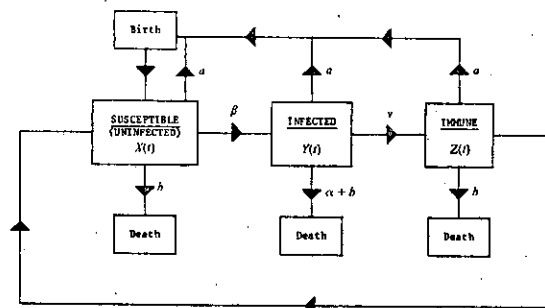 Birth
a
a
a
SUSCEPTIBLE
(UNINFECTED)
X(t)
β
INFECTED
Y(t)
v
IMMUNE
Z(t)
b
α + b
b
Death
Death
Death